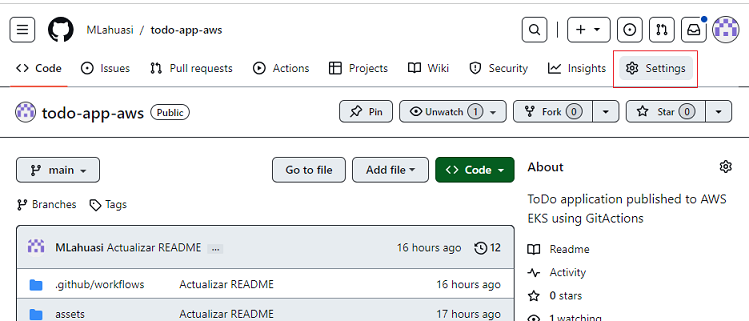 MLahuasi / todo-app-aws
Code Issues Pull requests Actions Projects Wiki Security Insights Settings
todo-app-aws Public Pin Unwatch 1 Fork 0 Star 0
main Go to file Add file Code About
Branches Tags ToDo application published to AWS
EKS using GitActions
MLahuasi Actualizar README ... 16 hours ago 12 Readme
Activity
.github/workflows Actualizar README 16 hours ago
0 stars
assets Actualizar README 17 hours ago
1 watching